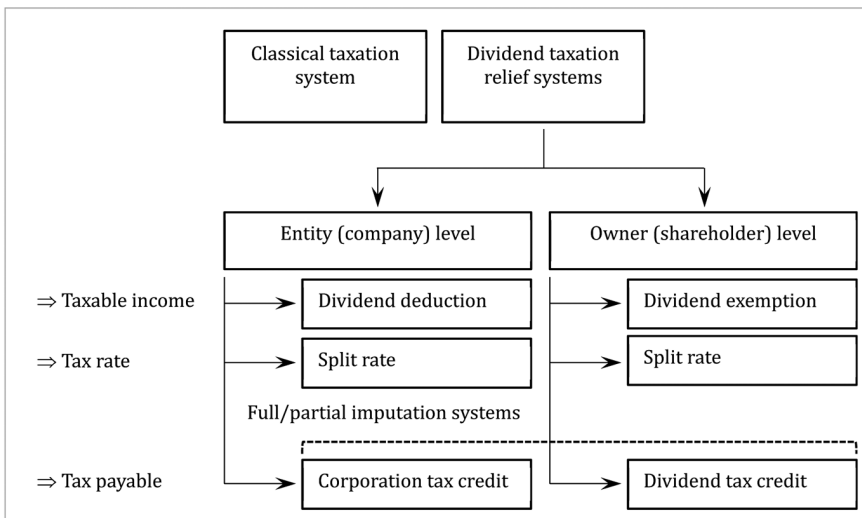 Classical taxation
system
Dividend taxation
relief systems
Entity (company) level
Owner (shareholder) level
⇒ Taxable income
Dividend deduction
Dividend exemption
⇒ Tax rate
Split rate
Split rate
Full/partial imputation systems
⇒ Tax payable
Corporation tax credit
Dividend tax credit